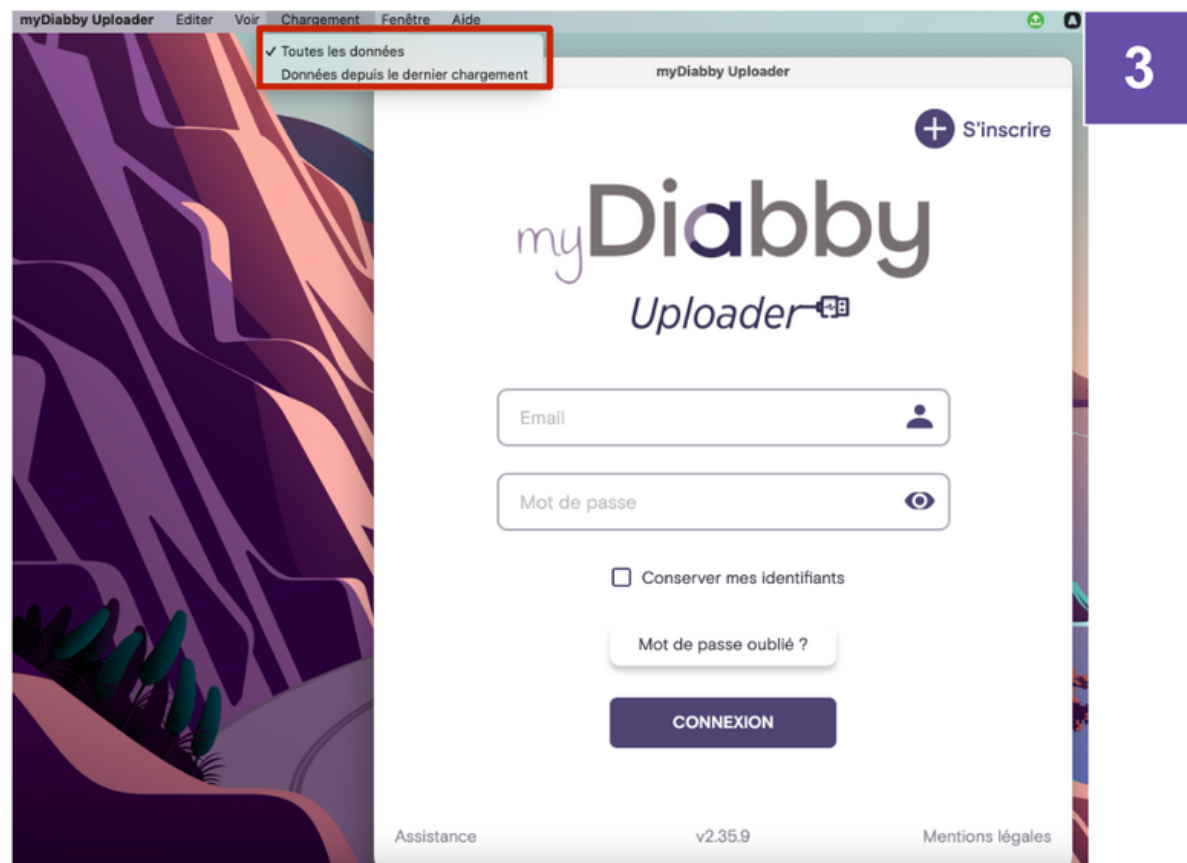 myDiabby Uploader Editer Voir Chargement Fenêtre Aide
✓ Toutes les données
Données depuis le dernier chargement
myDiabby Uploader
3
S'inscrire
myDiabby
Uploader
Email
Mot de passe
Conserver mes identifiants
Mot de passe oublié ?
CONNEXION
Assistance v2.35.9 Mentions légales